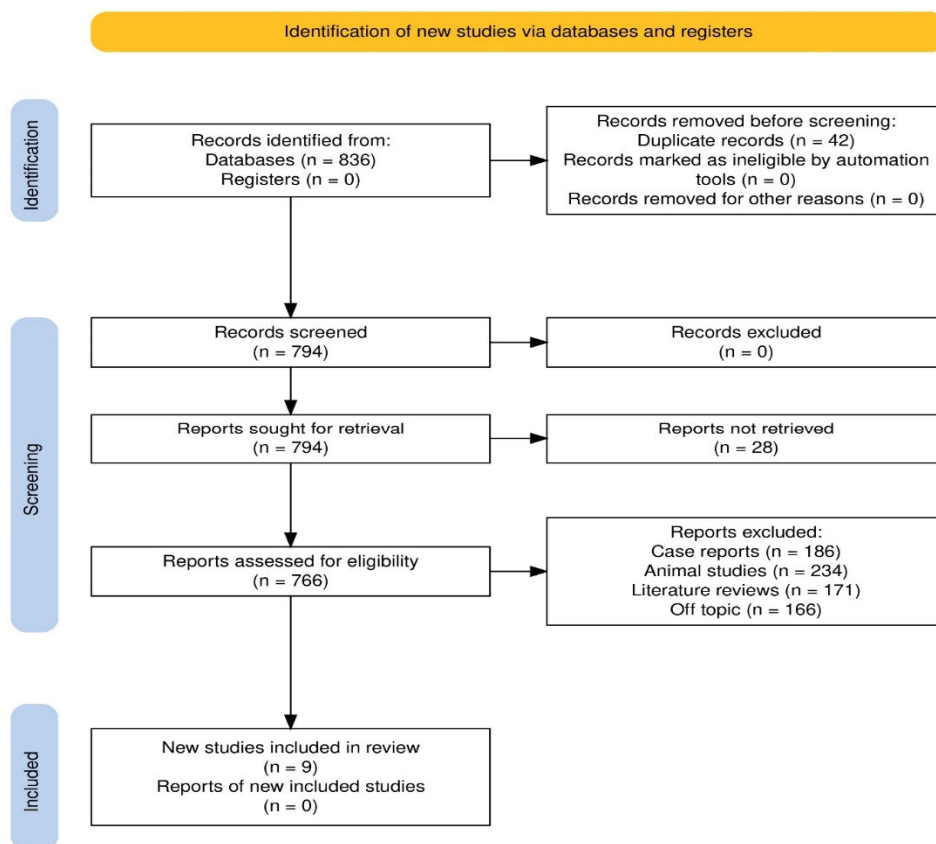 Identification of new studies via databases and registers
Identification
Records identified from:
Databases (n = 836)
Registers (n = 0)
Records removed before screening:
Duplicate records (n = 42)
Records marked as ineligible by automation
tools (n = 0)
Records removed for other reasons (n = 0)
Screening
Records screened
(n = 794)
Records excluded
(n = 0)
Reports sought for retrieval
(n = 794)
Reports not retrieved
(n = 28)
Reports assessed for eligibility
(n = 766)
Reports excluded:
Case reports (n = 186)
Animal studies (n = 234)
Literature reviews (n = 171)
Off topic (n = 166)
Included
New studies included in review
(n = 9)
Reports of new included studies
(n = 0)